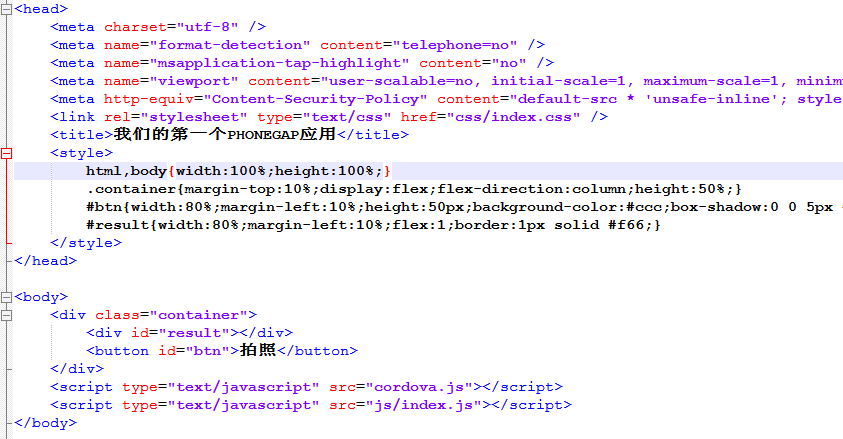 <head>
<meta charset="utf-8" />
<meta name="format-detection" content="telephone=no" />
<meta name="msapplication-tap-highlight" content="no" />
<meta name="viewport" content="user-scalable=no, initial-scale=1, maximum-scale=1,
<meta http-equiv="Content-Security-Policy" content="default-src * 'unsafe-inline'; style
<link rel="stylesheet" type="text/css" href="css/index.css" />
<title>我们的第一个PHONEGAP应用</title>
<style>
html,body{width:100%;height:100%;}
.container{margin-top:10%;display:flex;flex-direction:column;height:50%;}
#btn{width:80%;margin-left:10%;height:50px;background-color:#ccc;box-shadow:0 0 5px
#result{width:80%;margin-left:10%;flex:1;border:1px solid #f66;}
</style>
</head>
<body>
<div class="container">
<div id="result"></div>
<button id="btn">拍照</button>
</div>
<script type="text/javascript" src="cordova.js"></script>
<script type="text/javascript" src="js/index.js"></script>
</body>